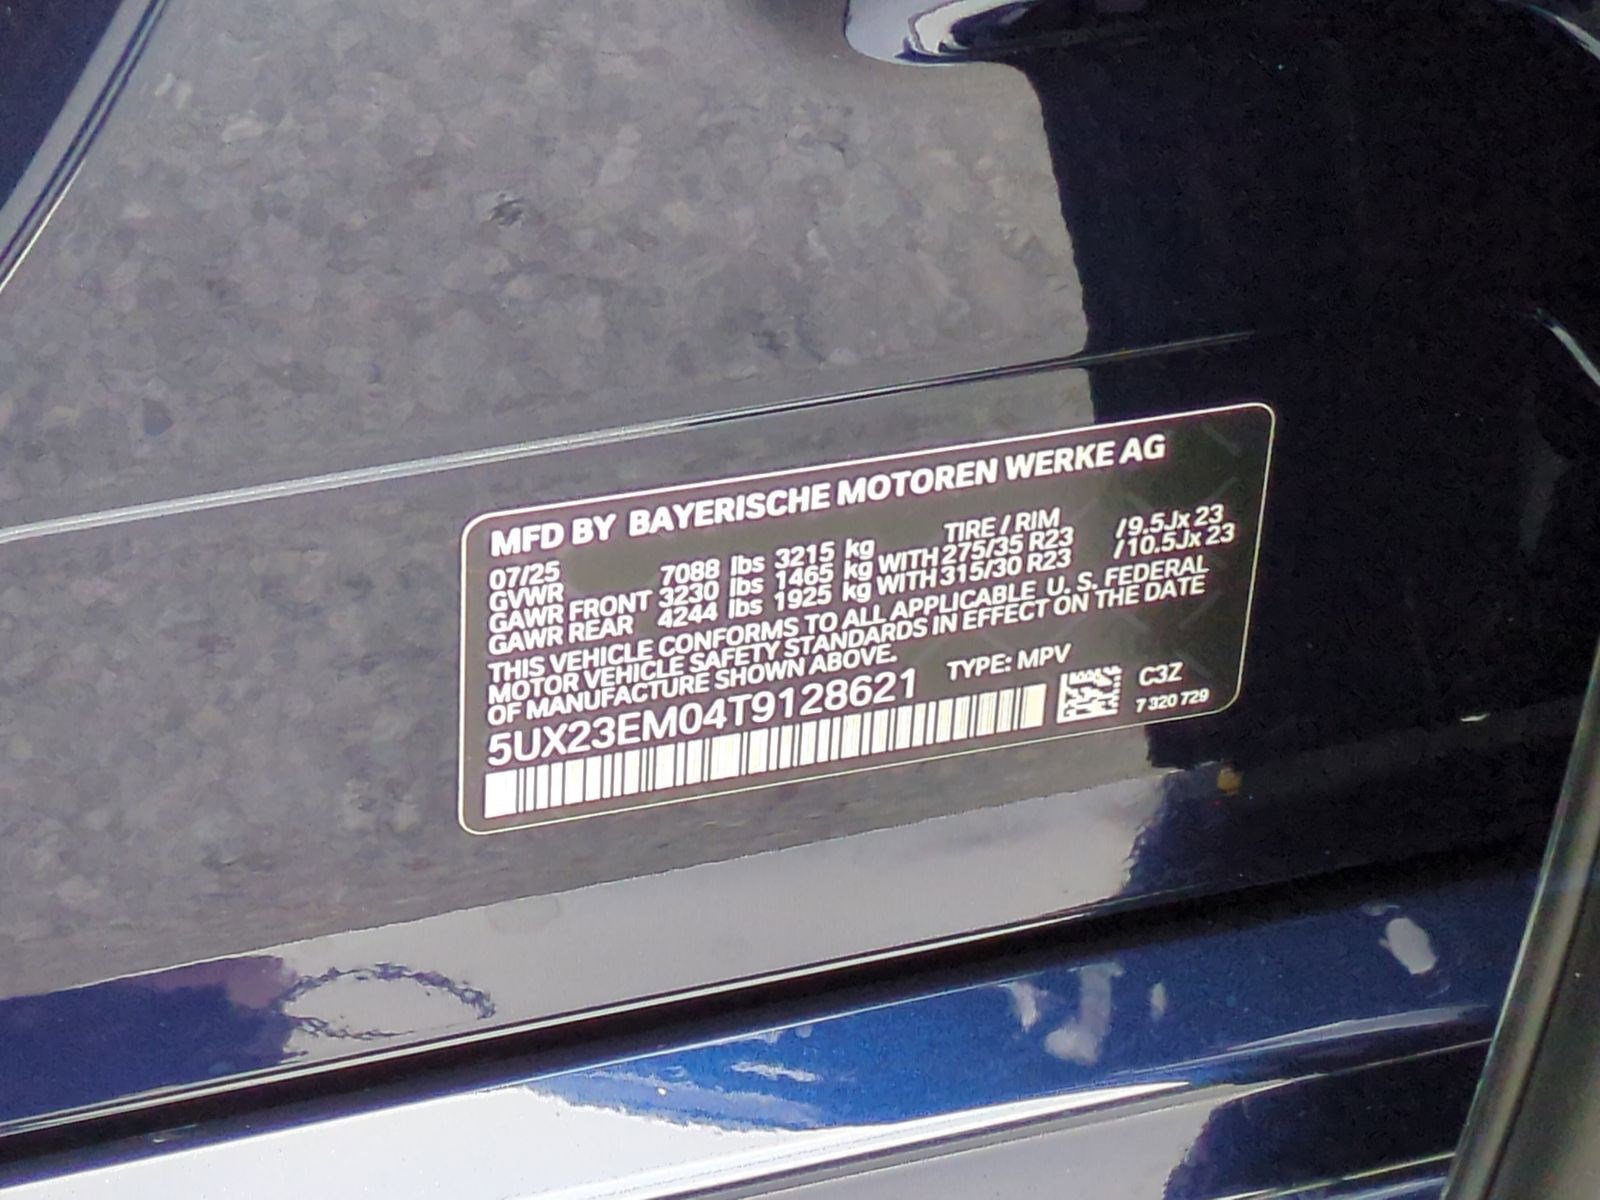 MFD BY BAYERISCHE MOTOREN WERKE AG
07/25 TIRE / RIM
GVWR 7088 lbs 3215 kg
GAWR FRONT 3230 lbs 1465 kg WITH 275/35 R23 /9.5Jx 23
GAWR REAR 4244 lbs 1925 kg WITH 315/30 R23 /10.5Jx 23
THIS VEHICLE CONFORMS TO ALL APPLICABLE U. S. FEDERAL
MOTOR VEHICLE SAFETY STANDARDS IN EFFECT ON THE DATE
OF MANUFACTURE SHOWN ABOVE.
5UX23EM04T9128621 TYPE: MPV
C3Z
7 320 729